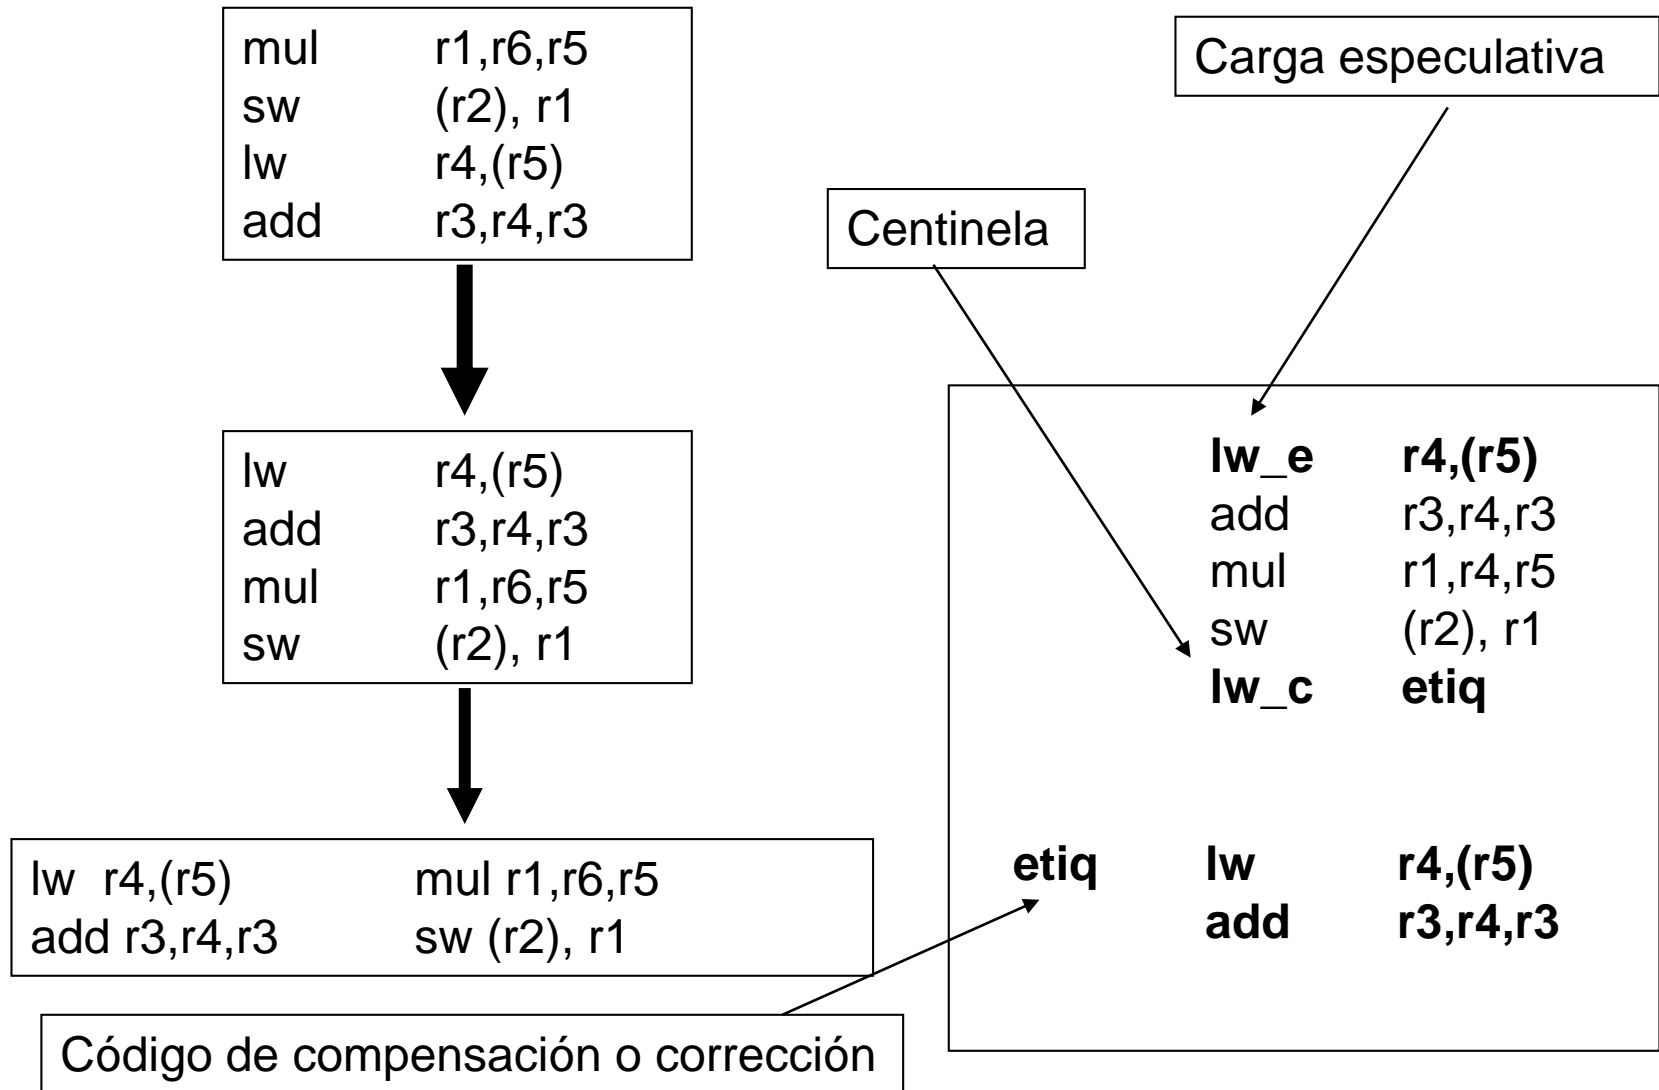 mul r1,r6,r5
sw (r2), r1
lw r4,(r5)
add r3,r4,r3
Carga especulativa
Centinela
lw r4,(r5)
add r3,r4,r3
mul r1,r6,r5
sw (r2), r1
lw r4,(r5) mul r1,r6,r5
add r3,r4,r3 sw (r2), r1
lw_e r4,(r5)
add r3,r4,r3
mul r1,r4,r5
sw (r2), r1
lw_c etiq
etiq lw r4,(r5)
add r3,r4,r3
Código de compensación o corrección